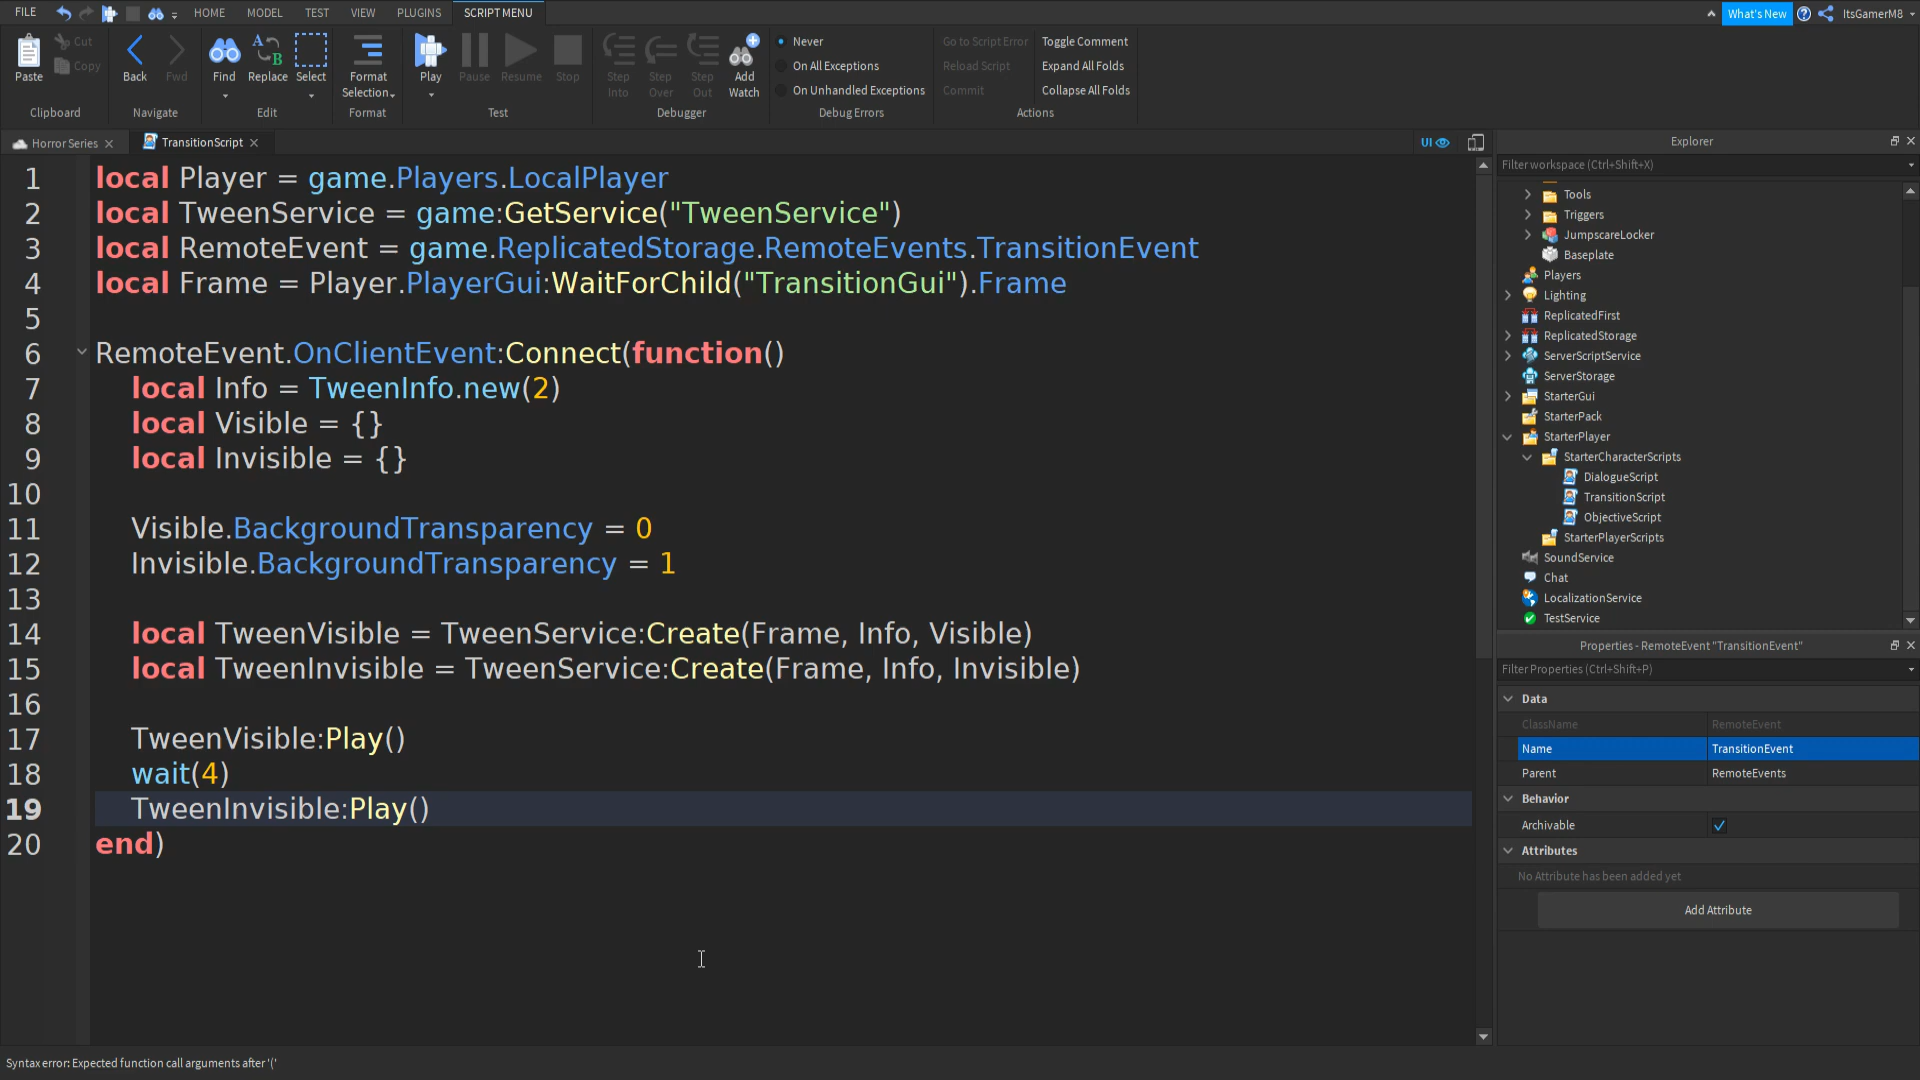 FILE HOME MODEL TEST VIEW PLUGINS SCRIPT MENU What's New ItsGamerM8
Paste Cut Copy
Clipboard
Back Fwd
Navigate
Find Replace Select
Edit
Format Selection
Format
Play Pause Resume Stop
Test
Step Into Step Over Step Out Add Watch
Debugger
Never
On All Exceptions
On Unhandled Exceptions
Debug Errors
Go to Script Error Toggle Comment
Reload Script Expand All Folds
Commit Collapse All Folds
Actions
Horror Series TransitionScript UI
1 local Player = game.Players.LocalPlayer
2 local TweenService = game:GetService("TweenService")
3 local RemoteEvent = game.ReplicatedStorage.RemoteEvents.TransitionEvent
4 local Frame = Player.PlayerGui:WaitForChild("TransitionGui").Frame
5
6 RemoteEvent.OnClientEvent:Connect(function()
7 local Info = TweenInfo.new(2)
8 local Visible = {}
9 local Invisible = {}
10
11 Visible.BackgroundTransparency = 0
12 Invisible.BackgroundTransparency = 1
13
14 local TweenVisible = TweenService:Create(Frame, Info, Visible)
15 local TweenInvisible = TweenService:Create(Frame, Info, Invisible)
16
17 TweenVisible:Play()
18 wait(4)
19 TweenInvisible:Play()
20 end)
Explorer
Filter workspace (Ctrl+Shift+X)
Tools
Triggers
JumpscareLocker
Baseplate
Players
Lighting
ReplicatedFirst
ReplicatedStorage
ServerScriptService
ServerStorage
StarterGui
StarterPack
StarterPlayer
StarterCharacterScripts
DialogueScript
TransitionScript
ObjectiveScript
StarterPlayerScripts
SoundService
Chat
LocalizationService
TestService
Properties - RemoteEvent "TransitionEvent"
Filter Properties (Ctrl+Shift+P)
Data
ClassName RemoteEvent
Name TransitionEvent
Parent RemoteEvents
Behavior
Archivable
Attributes
No Attribute has been added yet
Add Attribute
Syntax error: Expected function call arguments after '('